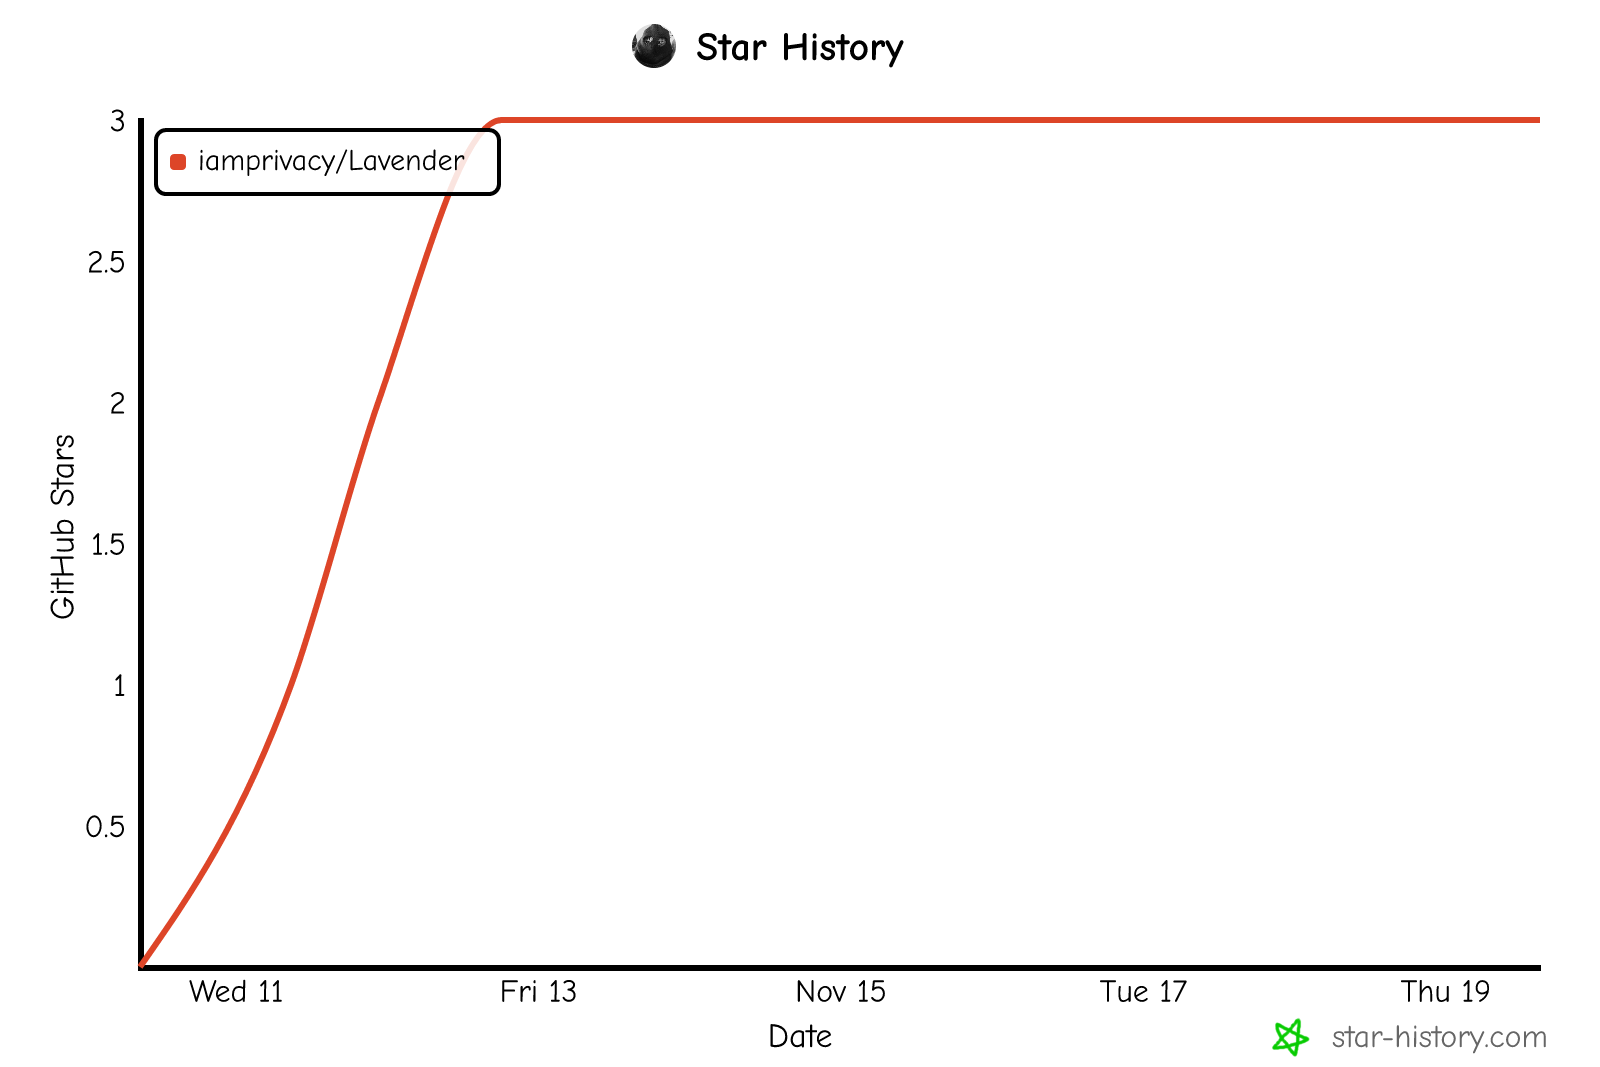 Star History
iamprivacy/Lavender
3
2.5
2
1.5
1
0.5
GitHub Stars
Wed 11 Fri 13 Nov 15 Tue 17 Thu 19
Date
star-history.com